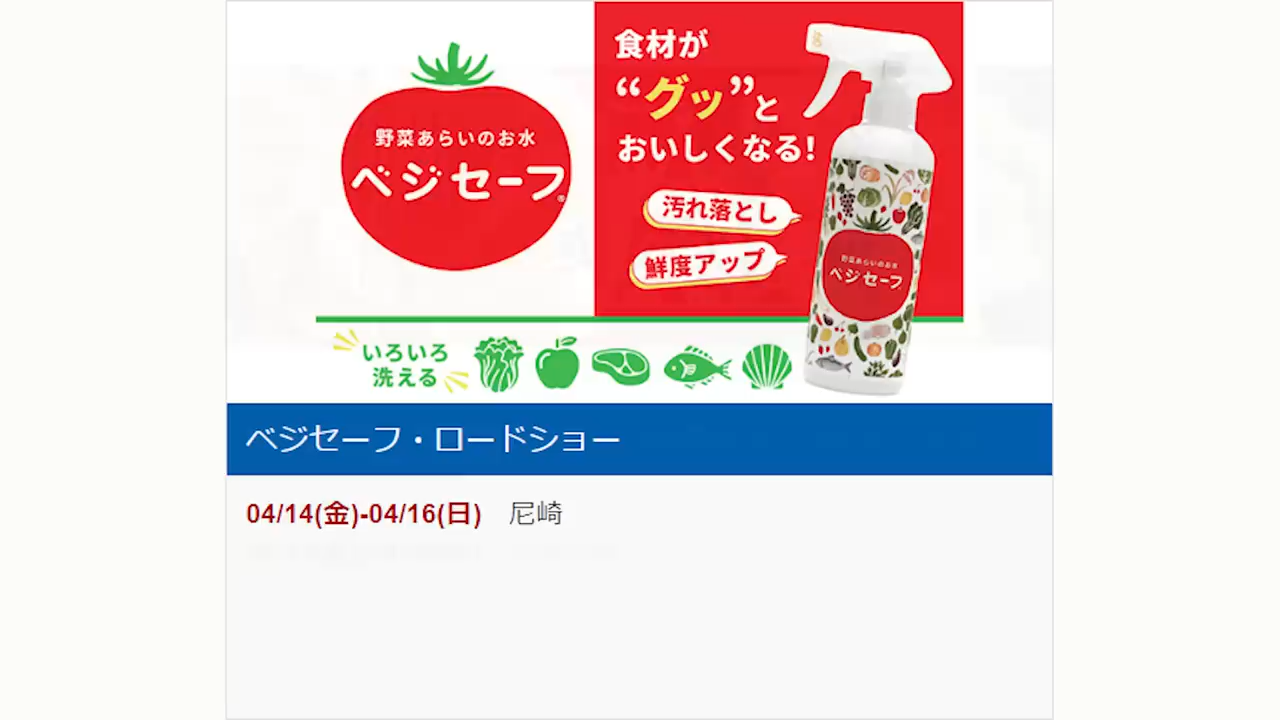 野菜あらいのお水
ベジセーフ®
食材が
“グッ”と
おいしくなる!
汚れ落とし
鮮度アップ
野菜あらいのお水
ベジセーフ
いろいろ
洗える
ベジセーフ・ロードショー
04/14(金)-04/16(日) 尼崎